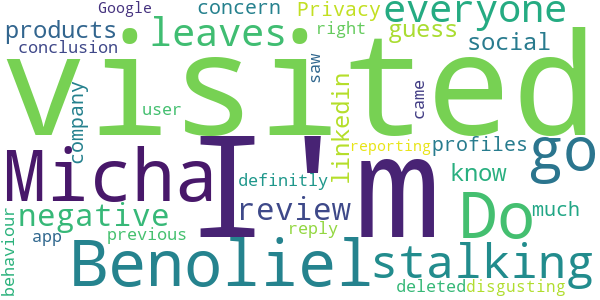 Google
concern
Privacy
everyone
products
leaves
right
guess
conclusion
social
visited
saw
company
user
linkedin
came
I'm
Micha
reporting
profiles
go
definitly
know
negative
review
Do
much
behaviour
app
previous
reply
Benoliel
stalking
deleted
disgusting